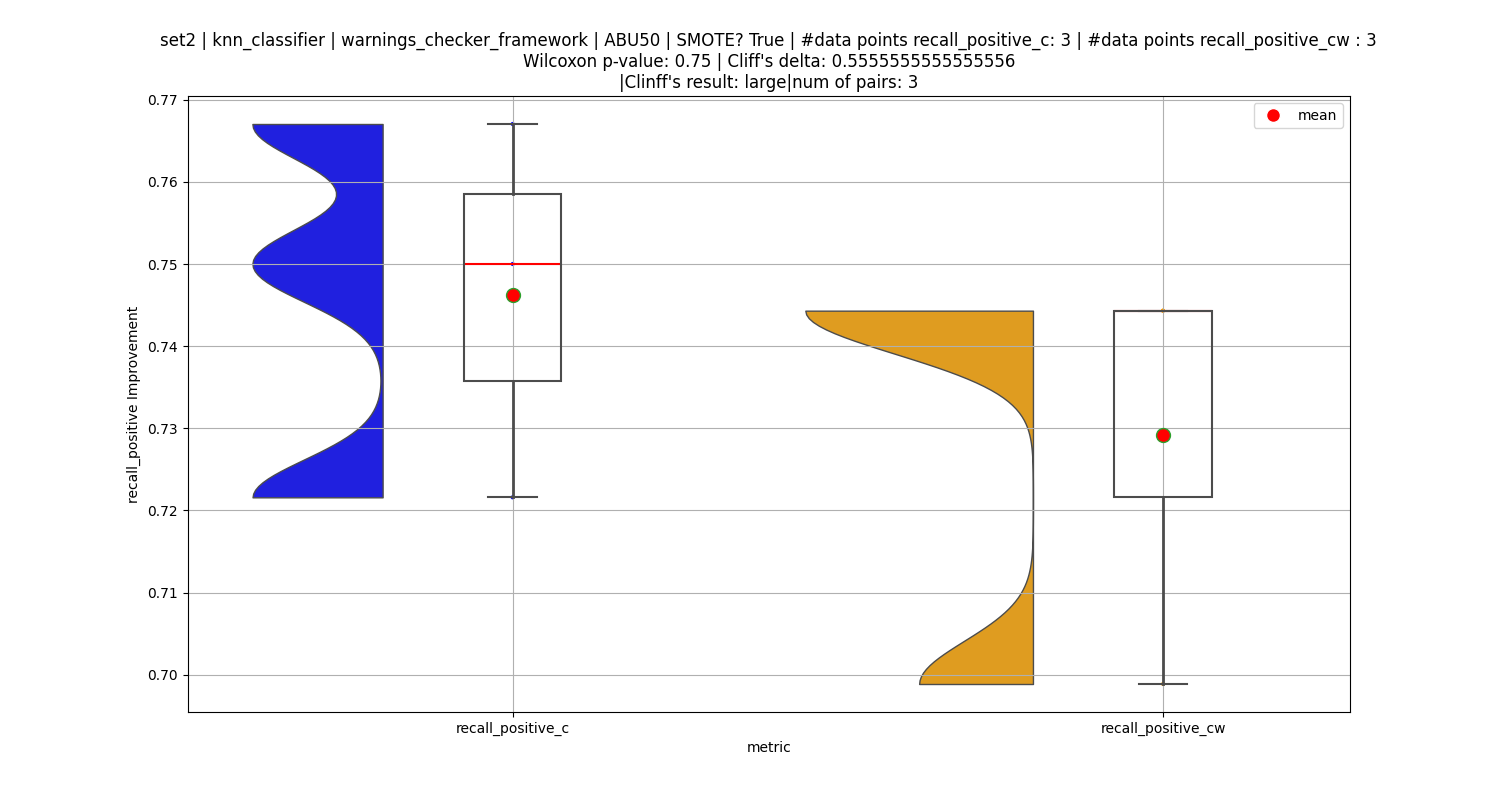 set2 | knn_classifier | warnings_checker_framework | ABU50 | SMOTE? True | #data points recall_positive_c: 3 | #data points recall_positive_cw : 3
Wilcoxon p-value: 0.75 | Cliff's delta: 0.5555555555555556
|Clinff's result: large|num of pairs: 3
mean
recall_positive Improvement
0.77
0.76
0.75
0.74
0.73
0.72
0.71
0.70
recall_positive_c
recall_positive_cw
metric